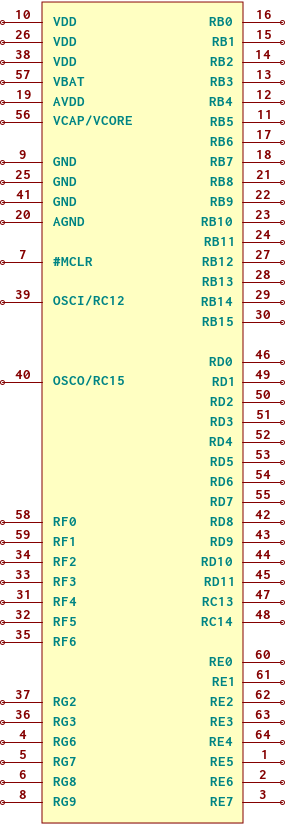 10 VDD RB0 16
26 VDD RB1 15
38 VDD RB2 14
57 VBAT RB3 13
19 AVDD RB4 12
56 VCAP/VCORE RB5 11
RB6 17
9 GND RB7 18
25 GND RB8 21
41 GND RB9 22
20 AGND RB10 23
RB11 24
7 #MCLR RB12 27
RB13 28
39 OSCI/RC12 RB14 29
RB15 30
RD0 46
40 OSCO/RC15 RD1 49
RD2 50
RD3 51
RD4 52
RD5 53
RD6 54
RD7 55
58 RF0 RD8 42
59 RF1 RD9 43
34 RF2 RD10 44
33 RF3 RD11 45
31 RF4 RC13 47
32 RF5 RC14 48
35 RF6
RE0 60
RE1 61
37 RG2 RE2 62
36 RG3 RE3 63
4 RG6 RE4 64
5 RG7 RE5 1
6 RG8 RE6 2
8 RG9 RE7 3